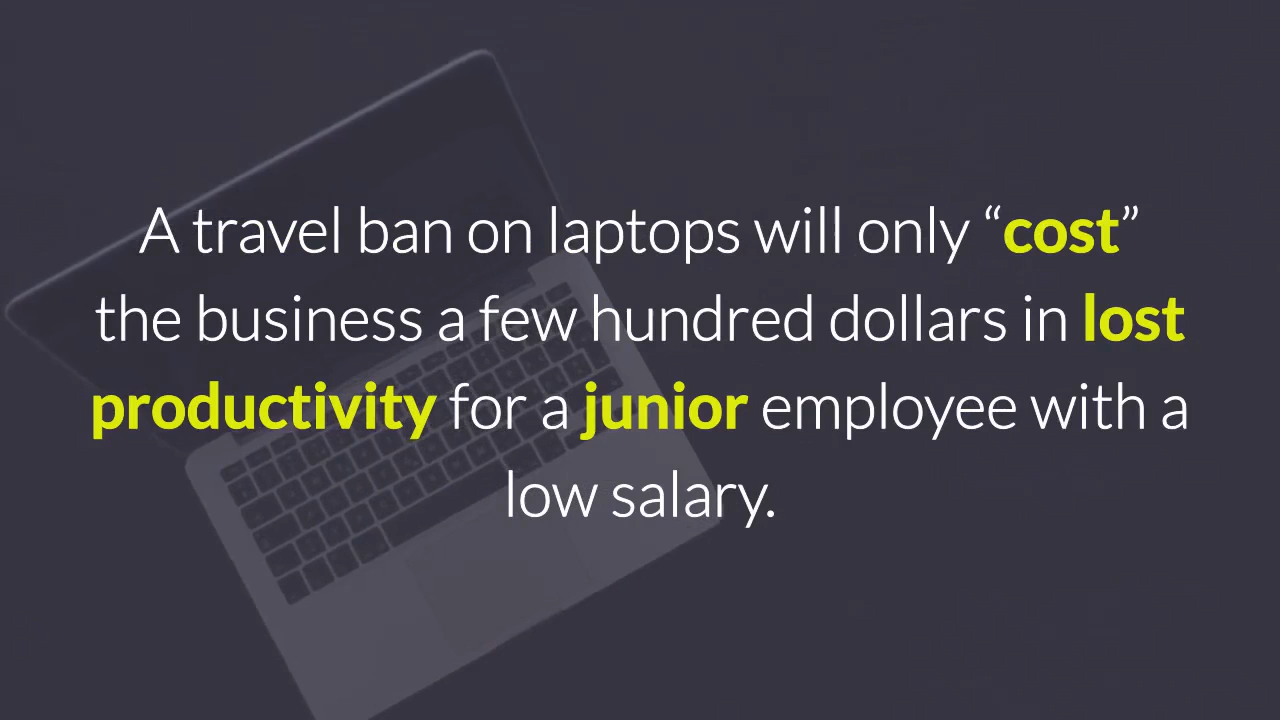 A travel ban on laptops will only “cost”
the business a few hundred dollars in lost
productivity for a junior employee with a
low salary.